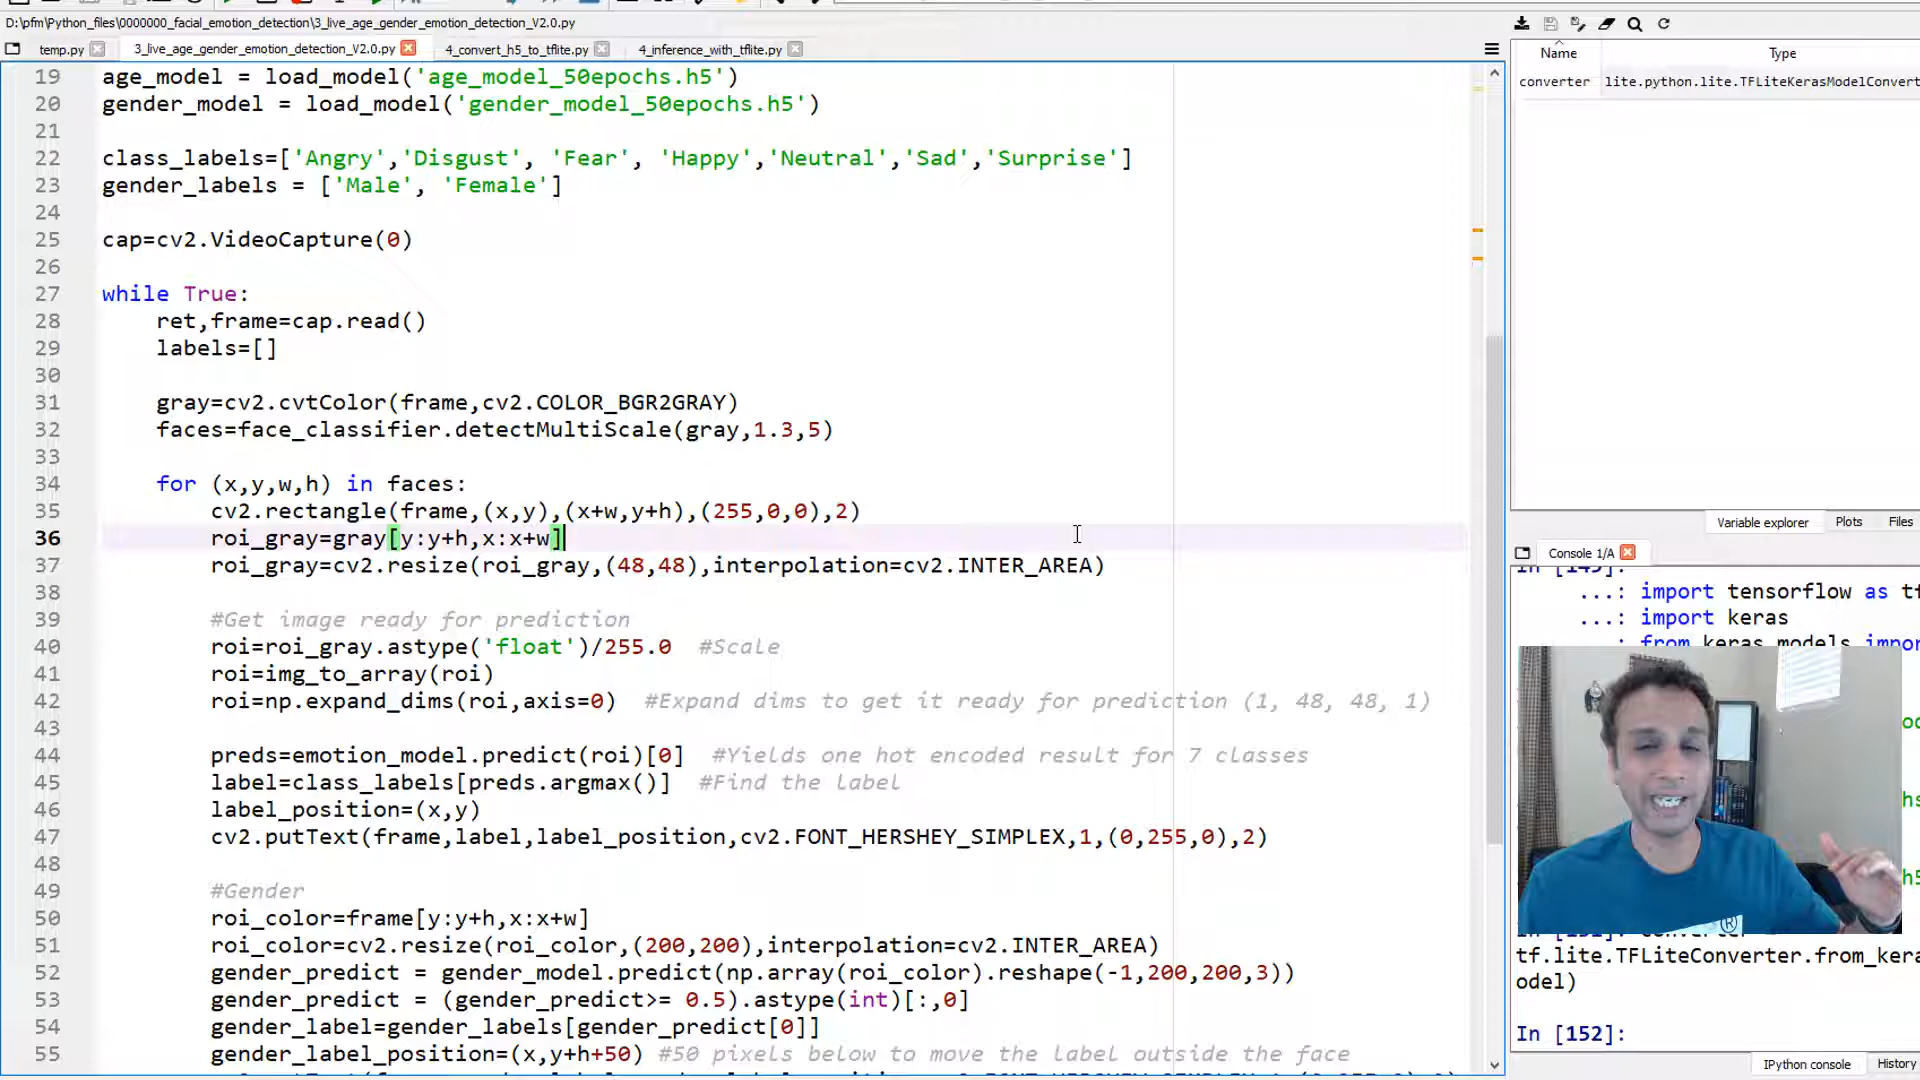 D:\pfm\Python_files\0000000_facial_emotion_detection\3_live_age_gender_emotion_detection_V2.0.py
temp.py 3_live_age_gender_emotion_detection_V2.0.py 4_convert_h5_to_tflite.py 4_inference_with_tflite.py
19 age_model = load_model('age_model_50epochs.h5')
20 gender_model = load_model('gender_model_50epochs.h5')
21
22 class_labels=['Angry','Disgust', 'Fear', 'Happy','Neutral','Sad','Surprise']
23 gender_labels = ['Male', 'Female']
24
25 cap=cv2.VideoCapture(0)
26
27 while True:
28 ret,frame=cap.read()
29 labels=[]
30
31 gray=cv2.cvtColor(frame,cv2.COLOR_BGR2GRAY)
32 faces=face_classifier.detectMultiScale(gray,1.3,5)
33
34 for (x,y,w,h) in faces:
35 cv2.rectangle(frame,(x,y),(x+w,y+h),(255,0,0),2)
36 roi_gray=gray[y:y+h,x:x+w]
37 roi_gray=cv2.resize(roi_gray,(48,48),interpolation=cv2.INTER_AREA)
38
39 #Get image ready for prediction
40 roi=roi_gray.astype('float')/255.0 #Scale
41 roi=img_to_array(roi)
42 roi=np.expand_dims(roi,axis=0) #Expand dims to get it ready for prediction (1, 48, 48, 1)
43
44 preds=emotion_model.predict(roi)[0] #Yields one hot encoded result for 7 classes
45 label=class_labels[preds.argmax()] #Find the label
46 label_position=(x,y)
47 cv2.putText(frame,label,label_position,cv2.FONT_HERSHEY_SIMPLEX,1,(0,255,0),2)
48
49 #Gender
50 roi_color=frame[y:y+h,x:x+w]
51 roi_color=cv2.resize(roi_color,(200,200),interpolation=cv2.INTER_AREA)
52 gender_predict = gender_model.predict(np.array(roi_color).reshape(-1,200,200,3))
53 gender_predict = (gender_predict>= 0.5).astype(int)[:,0]
54 gender_label=gender_labels[gender_predict[0]]
55 gender_label_position=(x,y+h+50) #50 pixels below to move the label outside the face
Name Type
converter lite.python.lite.TFLiteKerasModelConvert
Variable explorer Plots Files
Console 1/A
...: import tensorflow as tf
...: import keras
: from keras.models impor
tf.lite.TFLiteConverter.from_kera
odel)
In [152]:
IPython console History